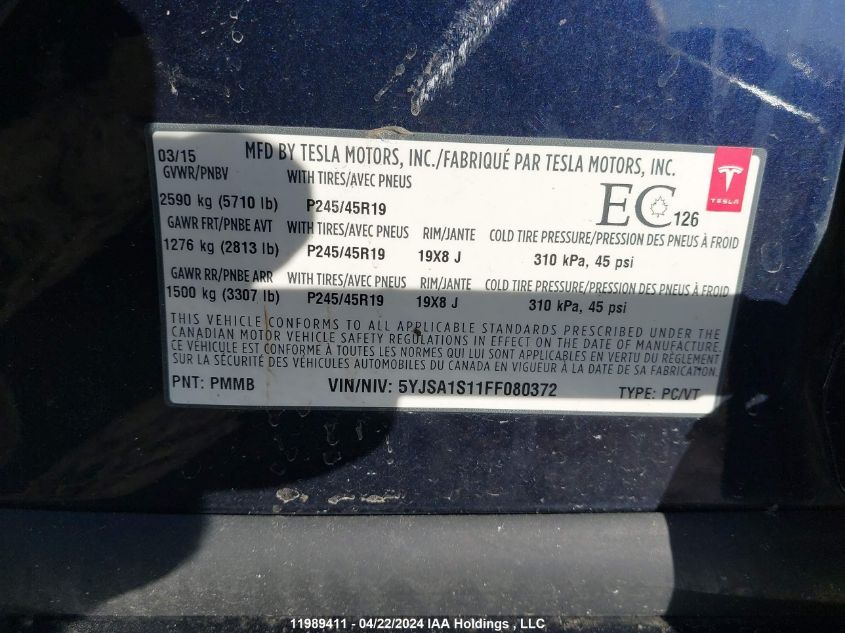 03/15 MFD BY TESLA MOTORS, INC./FABRIQUÉ PAR TESLA MOTORS, INC.
GVWR/PNBV WITH TIRES/AVEC PNEUS
TESLA
2590 kg (5710 lb) P245/45R19 EC 126
GAWR FRT/PNBE AVT WITH TIRES/AVEC PNEUS RIM/JANTE COLD TIRE PRESSURE/PRESSION DES PNEUS À FROID
1276 kg (2813 lb) P245/45R19 19X8 J 310 kPa, 45 psi
GAWR RR/PNBE ARR WITH TIRES/AVEC PNEUS RIM/JANTE COLD TIRE PRESSURE/PRESSION DES PNEUS À FROID
1500 kg (3307 lb) P245/45R19 19X8 J 310 kPa, 45 psi
THIS VEHICLE CONFORMS TO ALL APPLICABLE STANDARDS PRESCRIBED UNDER THE
CANADIAN MOTOR VEHICLE SAFETY REGULATIONS IN EFFECT ON THE DATE OF MANUFACTURE.
CE VÉHICULE EST CONFORME À TOUTES LES NORMES QUI LUI SONT APPLICABLES EN VERTU DU RÈGLEMENT
SUR LA SÉCURITÉ DES VÉHICULES AUTOMOBILES DU CANADA EN VIGUEUR À LA DATE DE SA FABRICATION.
PNT: PMMB VIN/NIV: 5YJSA1S11FF080372 TYPE: PC/VT
11989411 - 04/22/2024 IAA Holdings , LLC